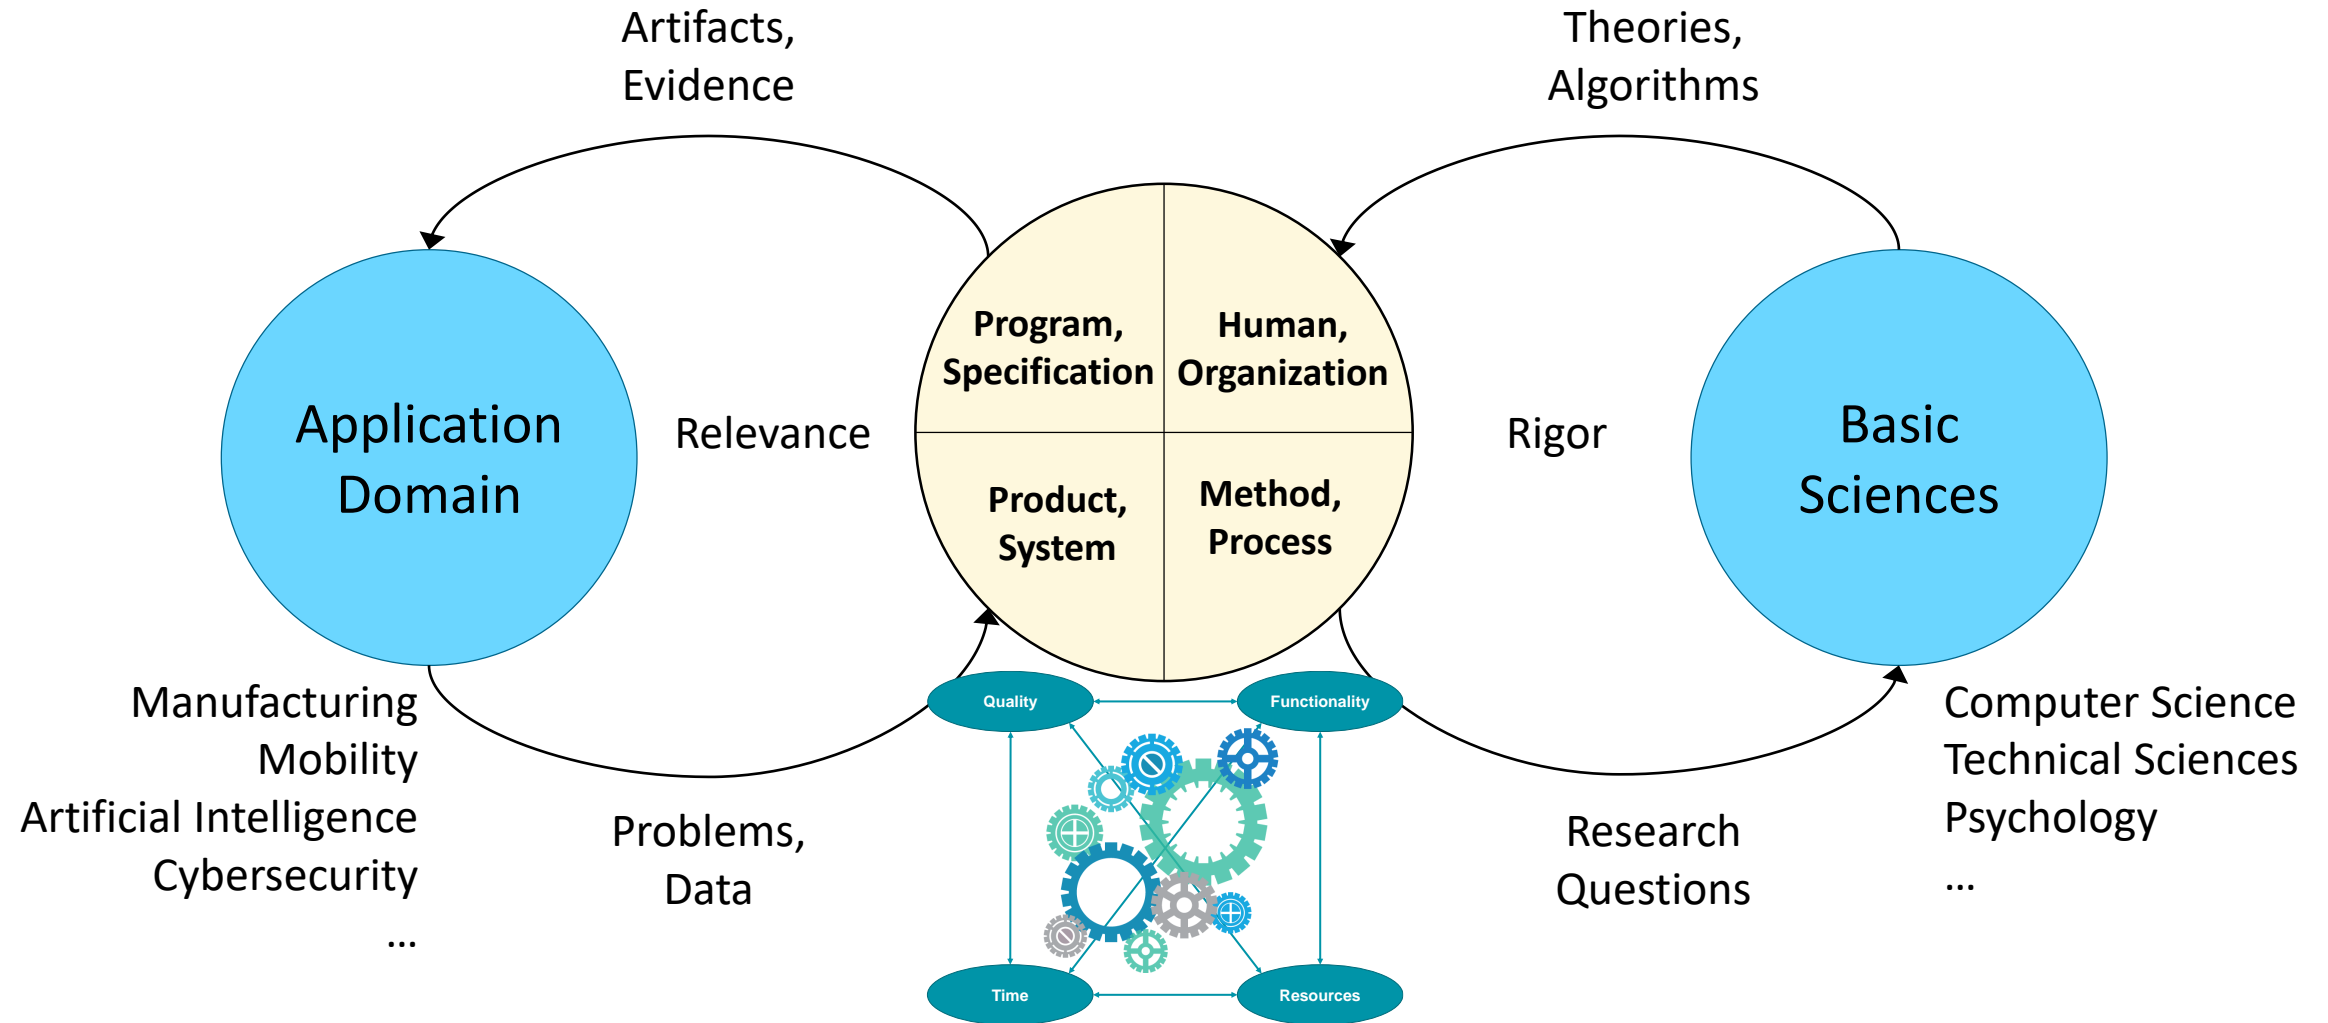 Artifacts,
Evidence
Theories,
Algorithms
Program,
Specification
Human,
Organization
Application
Domain
Relevance
Rigor
Basic
Sciences
Product,
System
Method,
Process
Manufacturing
Mobility
Artificial Intelligence
Cybersecurity
...
Problems,
Data
Quality
Functionality
Time
Resources
Research
Questions
Computer Science
Technical Sciences
Psychology
...